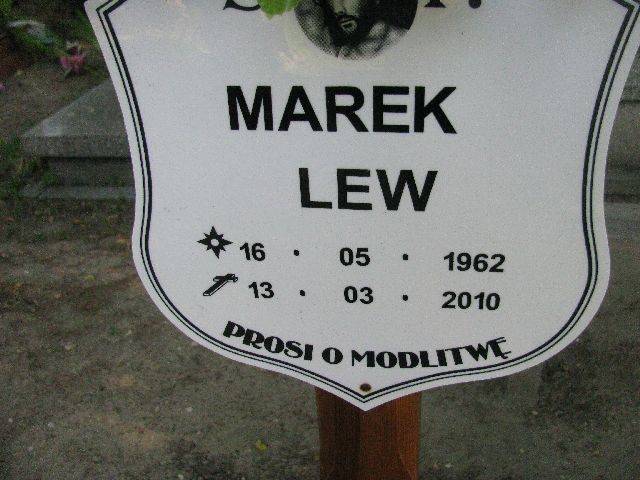 MAREK
LEW
16 . 05 . 1962
13 . 03 . 2010
PROSI O MODLITWĘ